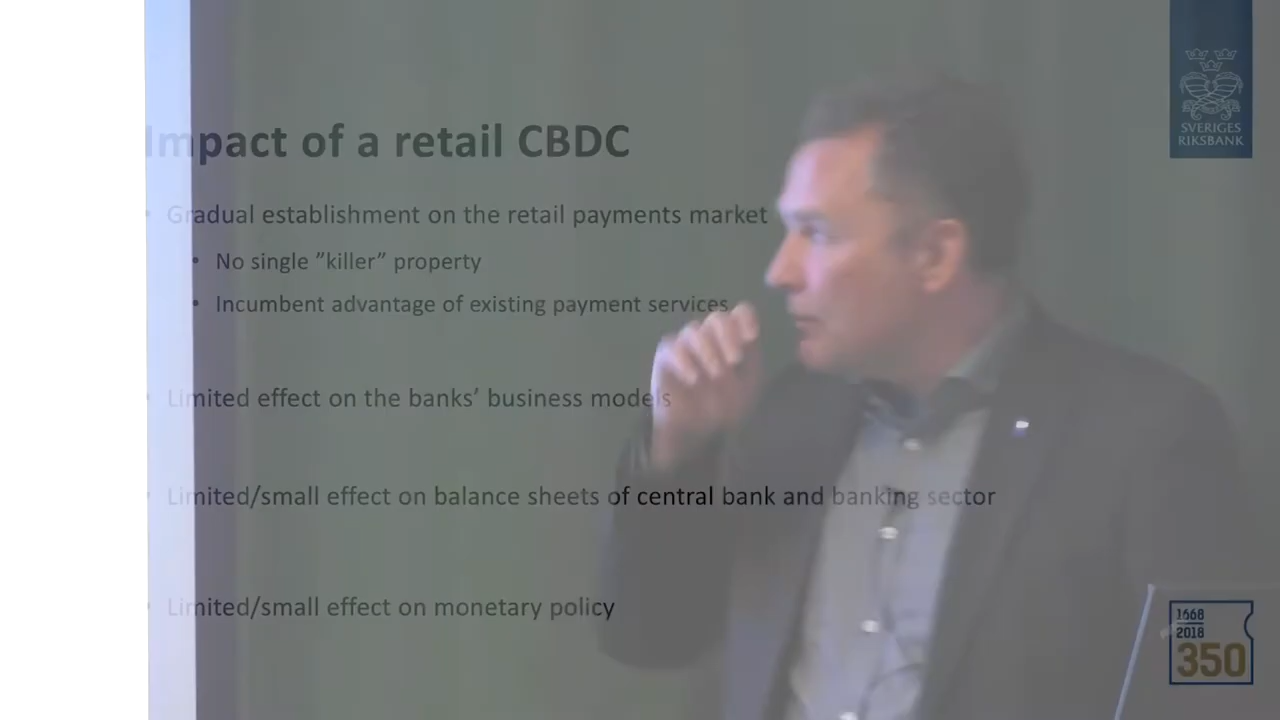 SVERIGES
RIKSBANK
Impact of a retail CBDC
• Gradual establishment on the retail payments market
• No single ”killer” property
• Incumbent advantage of existing payment services
• Limited effect on the banks’ business models
• Limited/small effect on balance sheets of central bank and banking sector
• Limited/small effect on monetary policy
1668
2018
350